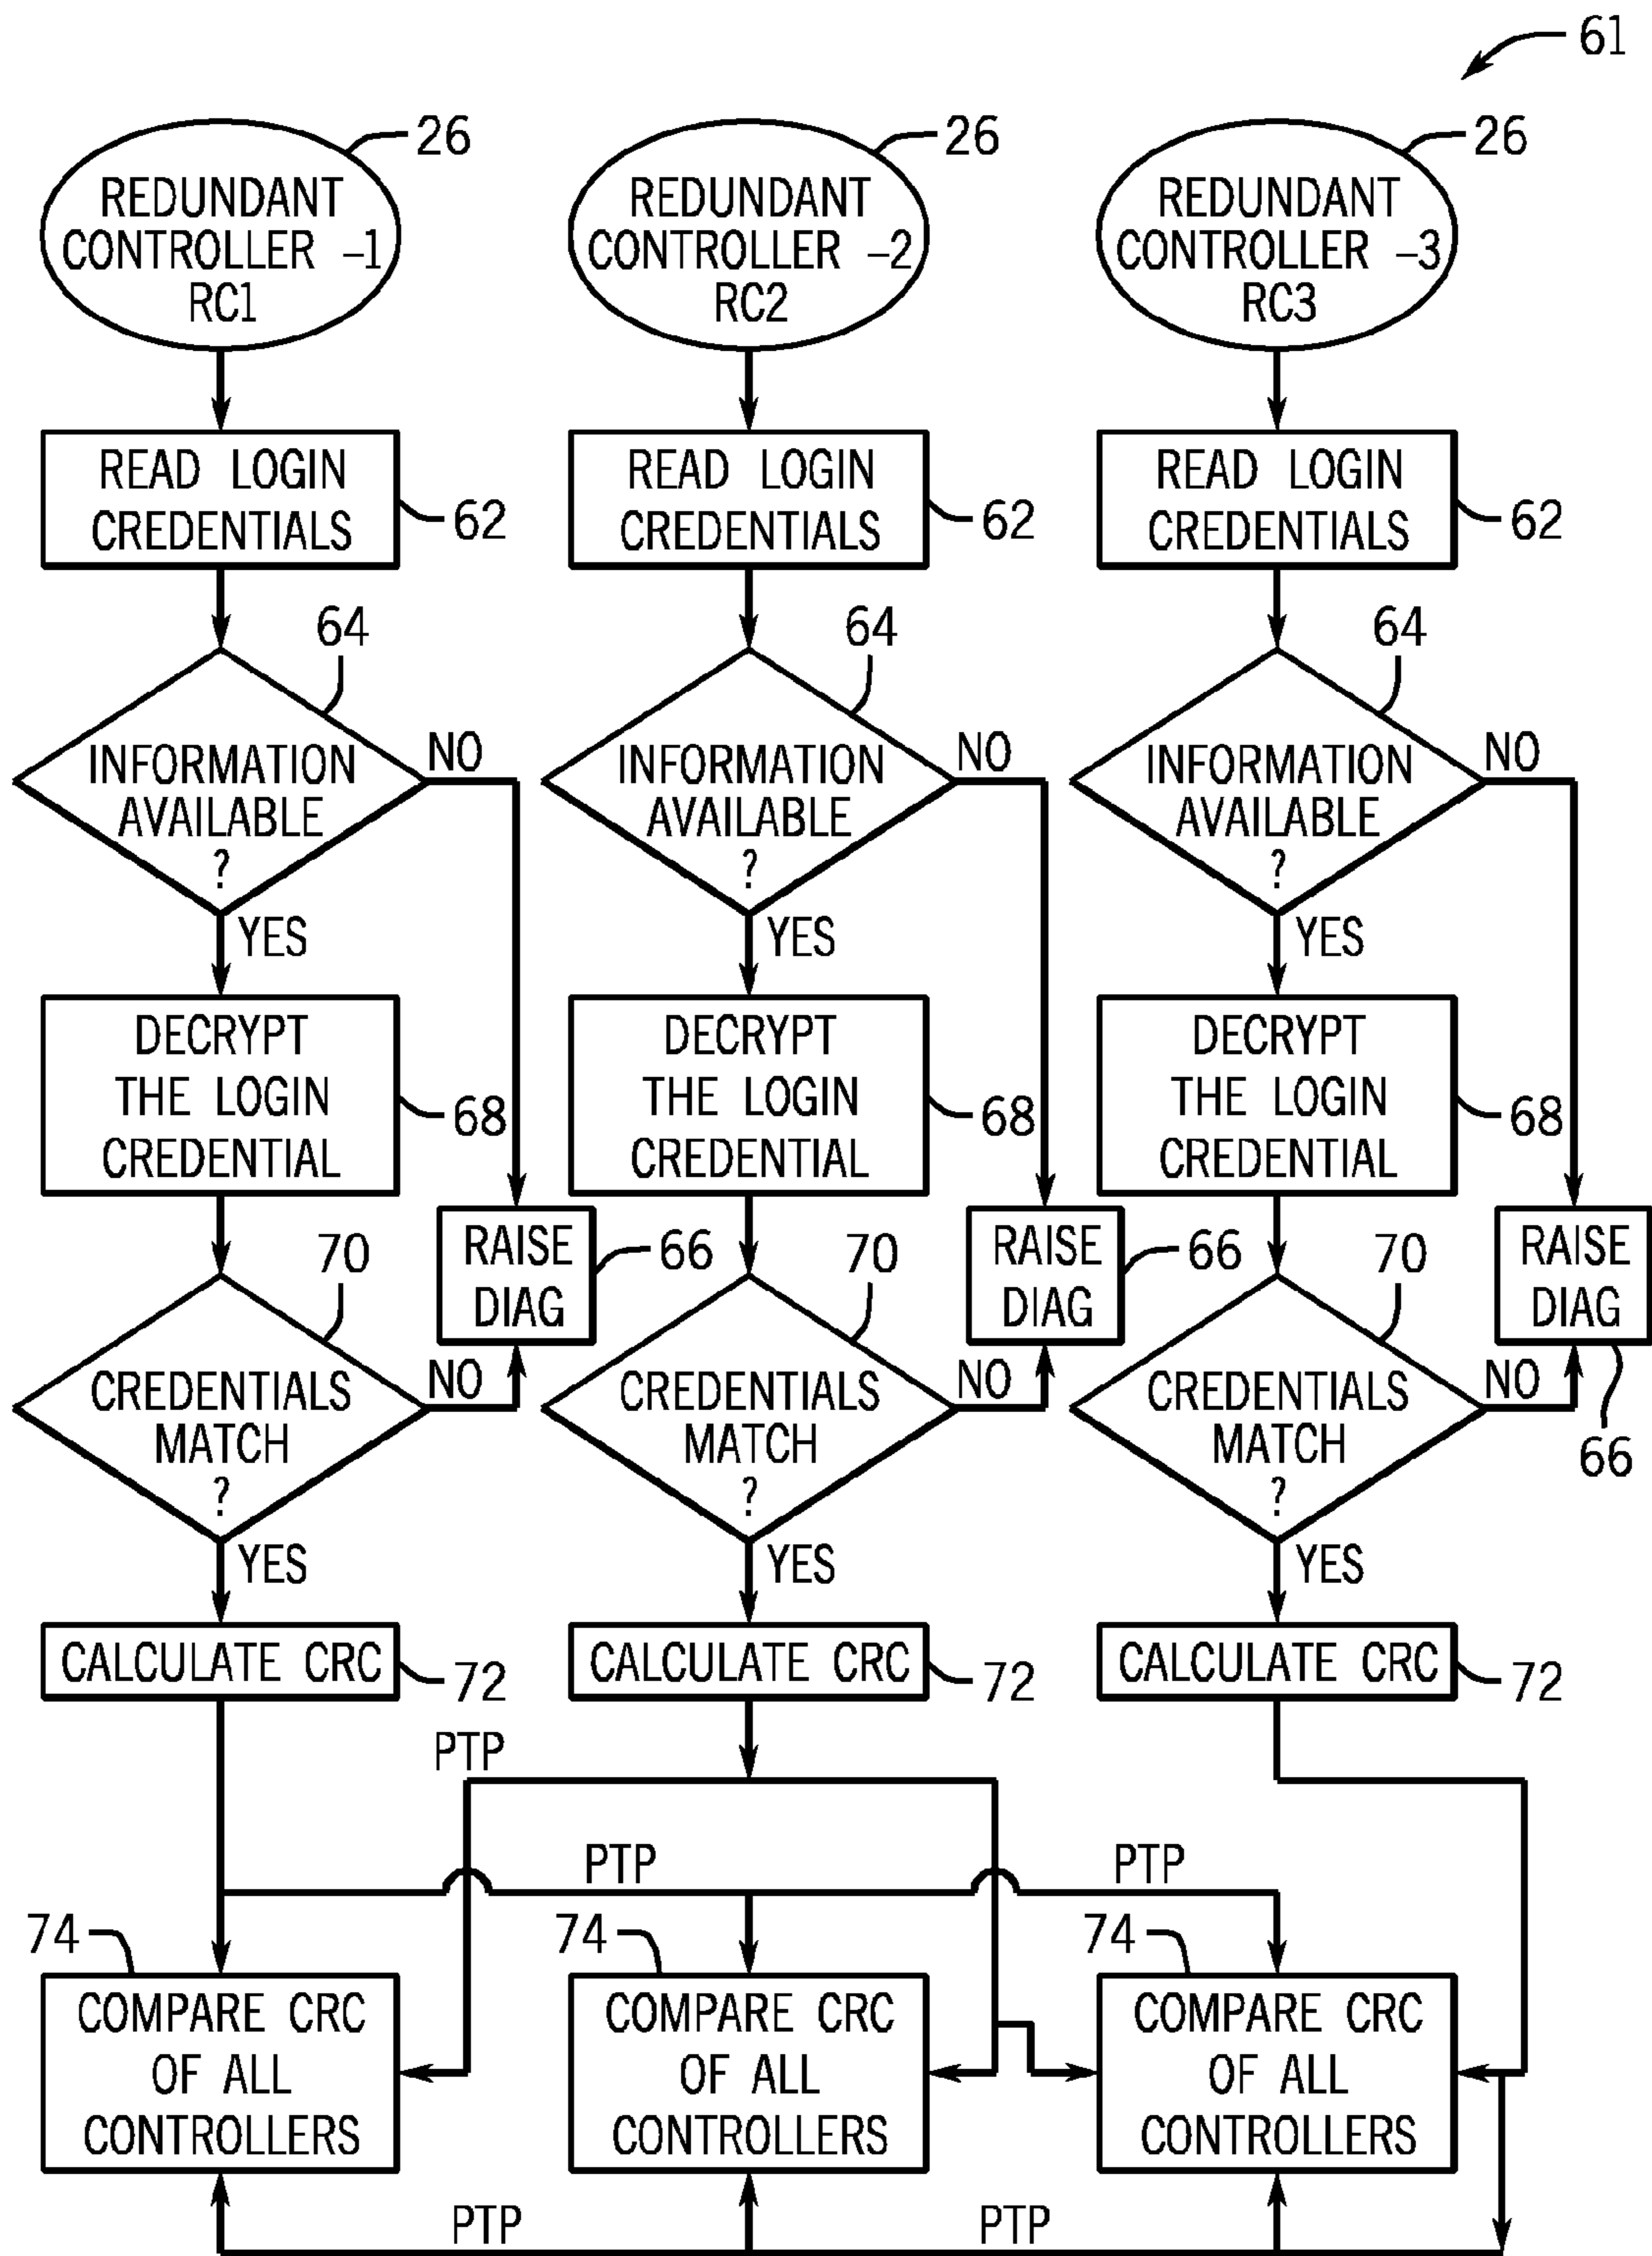 61
26
26
26
REDUNDANT
CONTROLLER -1
RC1
REDUNDANT
CONTROLLER -2
RC2
REDUNDANT
CONTROLLER -3
RC3
READ LOGIN
CREDENTIALS
62
READ LOGIN
CREDENTIALS
62
READ LOGIN
CREDENTIALS
62
64
64
64
INFORMATION
AVAILABLE
?
NO
INFORMATION
AVAILABLE
?
NO
INFORMATION
AVAILABLE
?
NO
YES
YES
YES
DECRYPT
THE LOGIN
CREDENTIAL
68
DECRYPT
THE LOGIN
CREDENTIAL
68
DECRYPT
THE LOGIN
CREDENTIAL
68
RAISE
DIAG
66
RAISE
DIAG
66
RAISE
DIAG
66
70
70
70
CREDENTIALS
MATCH
?
NO
CREDENTIALS
MATCH
?
NO
CREDENTIALS
MATCH
?
NO
YES
YES
YES
CALCULATE CRC
72
CALCULATE CRC
72
CALCULATE CRC
72
PTP
PTP
PTP
74
74
74
COMPARE CRC
OF ALL
CONTROLLERS
COMPARE CRC
OF ALL
CONTROLLERS
COMPARE CRC
OF ALL
CONTROLLERS
PTP
PTP